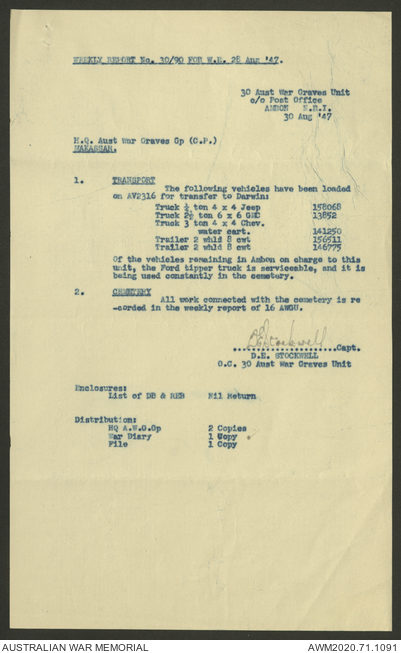 WEEKLY REPORT No. 30/90 FOR W.E. 28 Aug '47.
30 Aust War Graves Unit
c/o Post Office
AMBON N.E.I.
30 Aug '47
H.Q. Aust War Graves Gp (C.P.)
MAKASSAR.
1. TRANSPORT
The following vehicles have been loaded
on AV2316 for transfer to Darwin:
Truck ¼ ton 4 x 4 Jeep 158068
Truck 2½ ton 6 x 6 GMC 13852
Truck 3 ton 4 x 4 Chev.
water cart. 141250
Trailer 2 whld 8 cwt 156511
Trailer 2 whld 8 cwt 146775
Of the vehicles remaining in Ambon on charge to this
unit, the Ford tipper truck is serviceable, and it is
being used constantly in the cemetery.
2. CEMETERY
All work connected with the cemetery is re
-corded in the weekly report of 16 AWGU.
DEStockwell
....................Capt.
D.E. STOCKWELL
O.C. 30 Aust War Graves Unit
Enclosures:
List of DB & REB Nil Return
Distribution:
HQ A.W.G.Gp 2 Copies
War Diary 1 Copy
File 1 Copy
AUSTRALIAN WAR MEMORIAL
AWM2020.71.1091